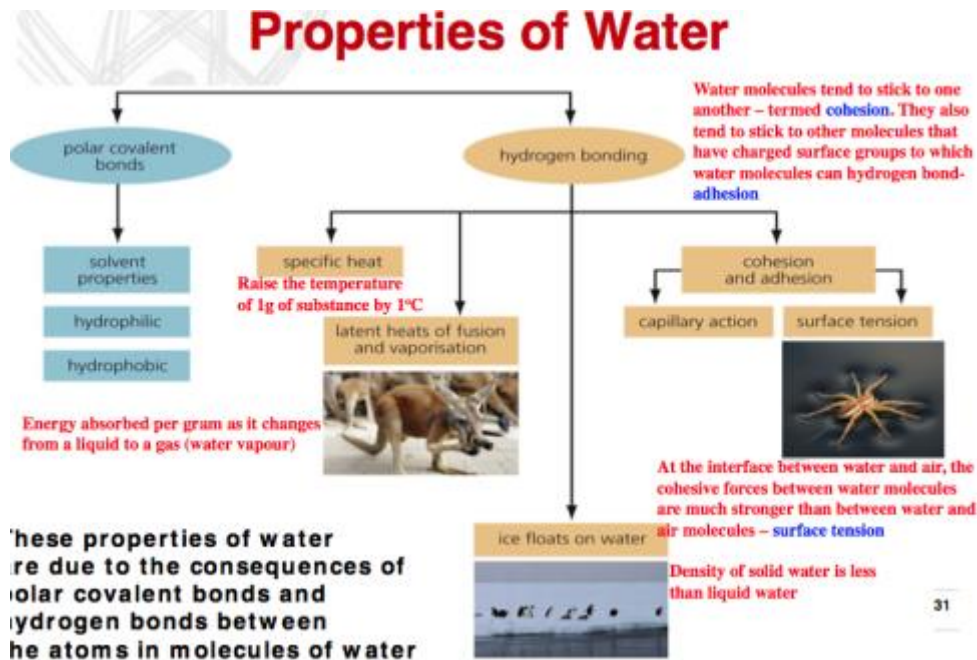 Properties of Water
Water molecules tend to stick to one
another – termed cohesion. They also
tend to stick to other molecules that
have charged surface groups to which
water molecules can hydrogen bond-
adhesion
polar covalent
bonds
hydrogen bonding
solvent
properties
hydrophilic
hydrophobic
specific heat
Raise the temperature
of 1g of substance by 1°C
latent heats of fusion
and vaporisation
cohesion
and adhesion
capillary action
surface tension
Energy absorbed per gram as it changes
from a liquid to a gas (water vapour)
At the interface between water and air, the
cohesive forces between water molecules
are much stronger than between water and
air molecules – surface tension
ice floats on water
Density of solid water is less
than liquid water
These properties of water
are due to the consequences of
polar covalent bonds and
hydrogen bonds between
the atoms in molecules of water
31